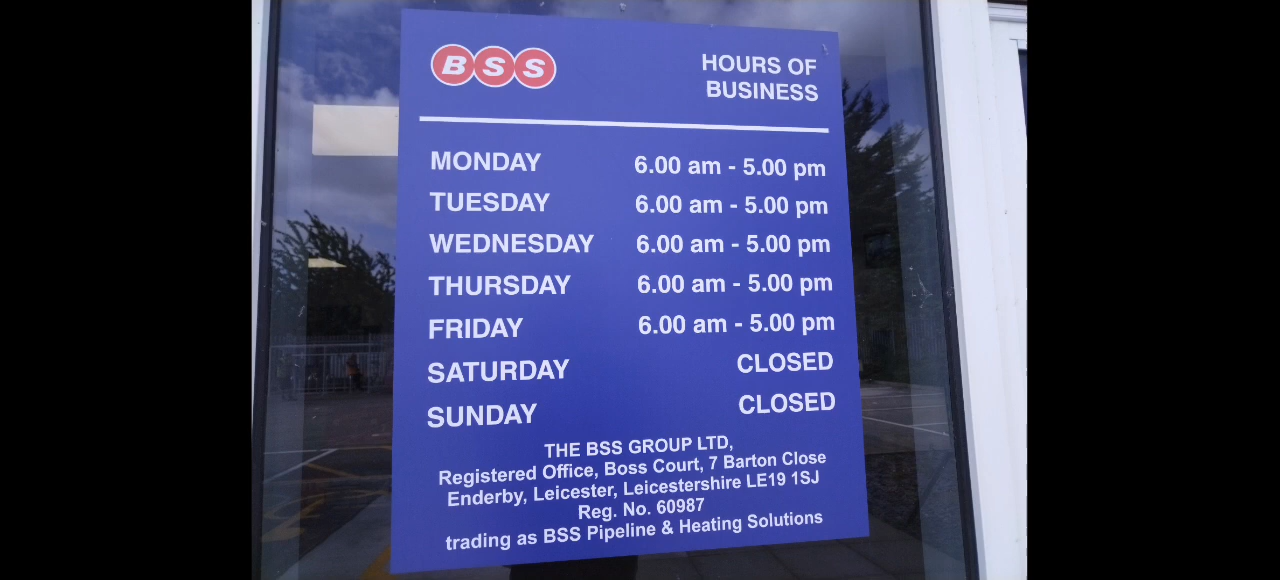 BSS
HOURS OF
BUSINESS
MONDAY 6.00 am - 5.00 pm
TUESDAY 6.00 am - 5.00 pm
WEDNESDAY 6.00 am - 5.00 pm
THURSDAY 6.00 am - 5.00 pm
FRIDAY 6.00 am - 5.00 pm
SATURDAY CLOSED
SUNDAY CLOSED
THE BSS GROUP LTD,
Registered Office, Boss Court, 7 Barton Close
Enderby, Leicester, Leicestershire LE19 1SJ
Reg. No. 60987
trading as BSS Pipeline & Heating Solutions